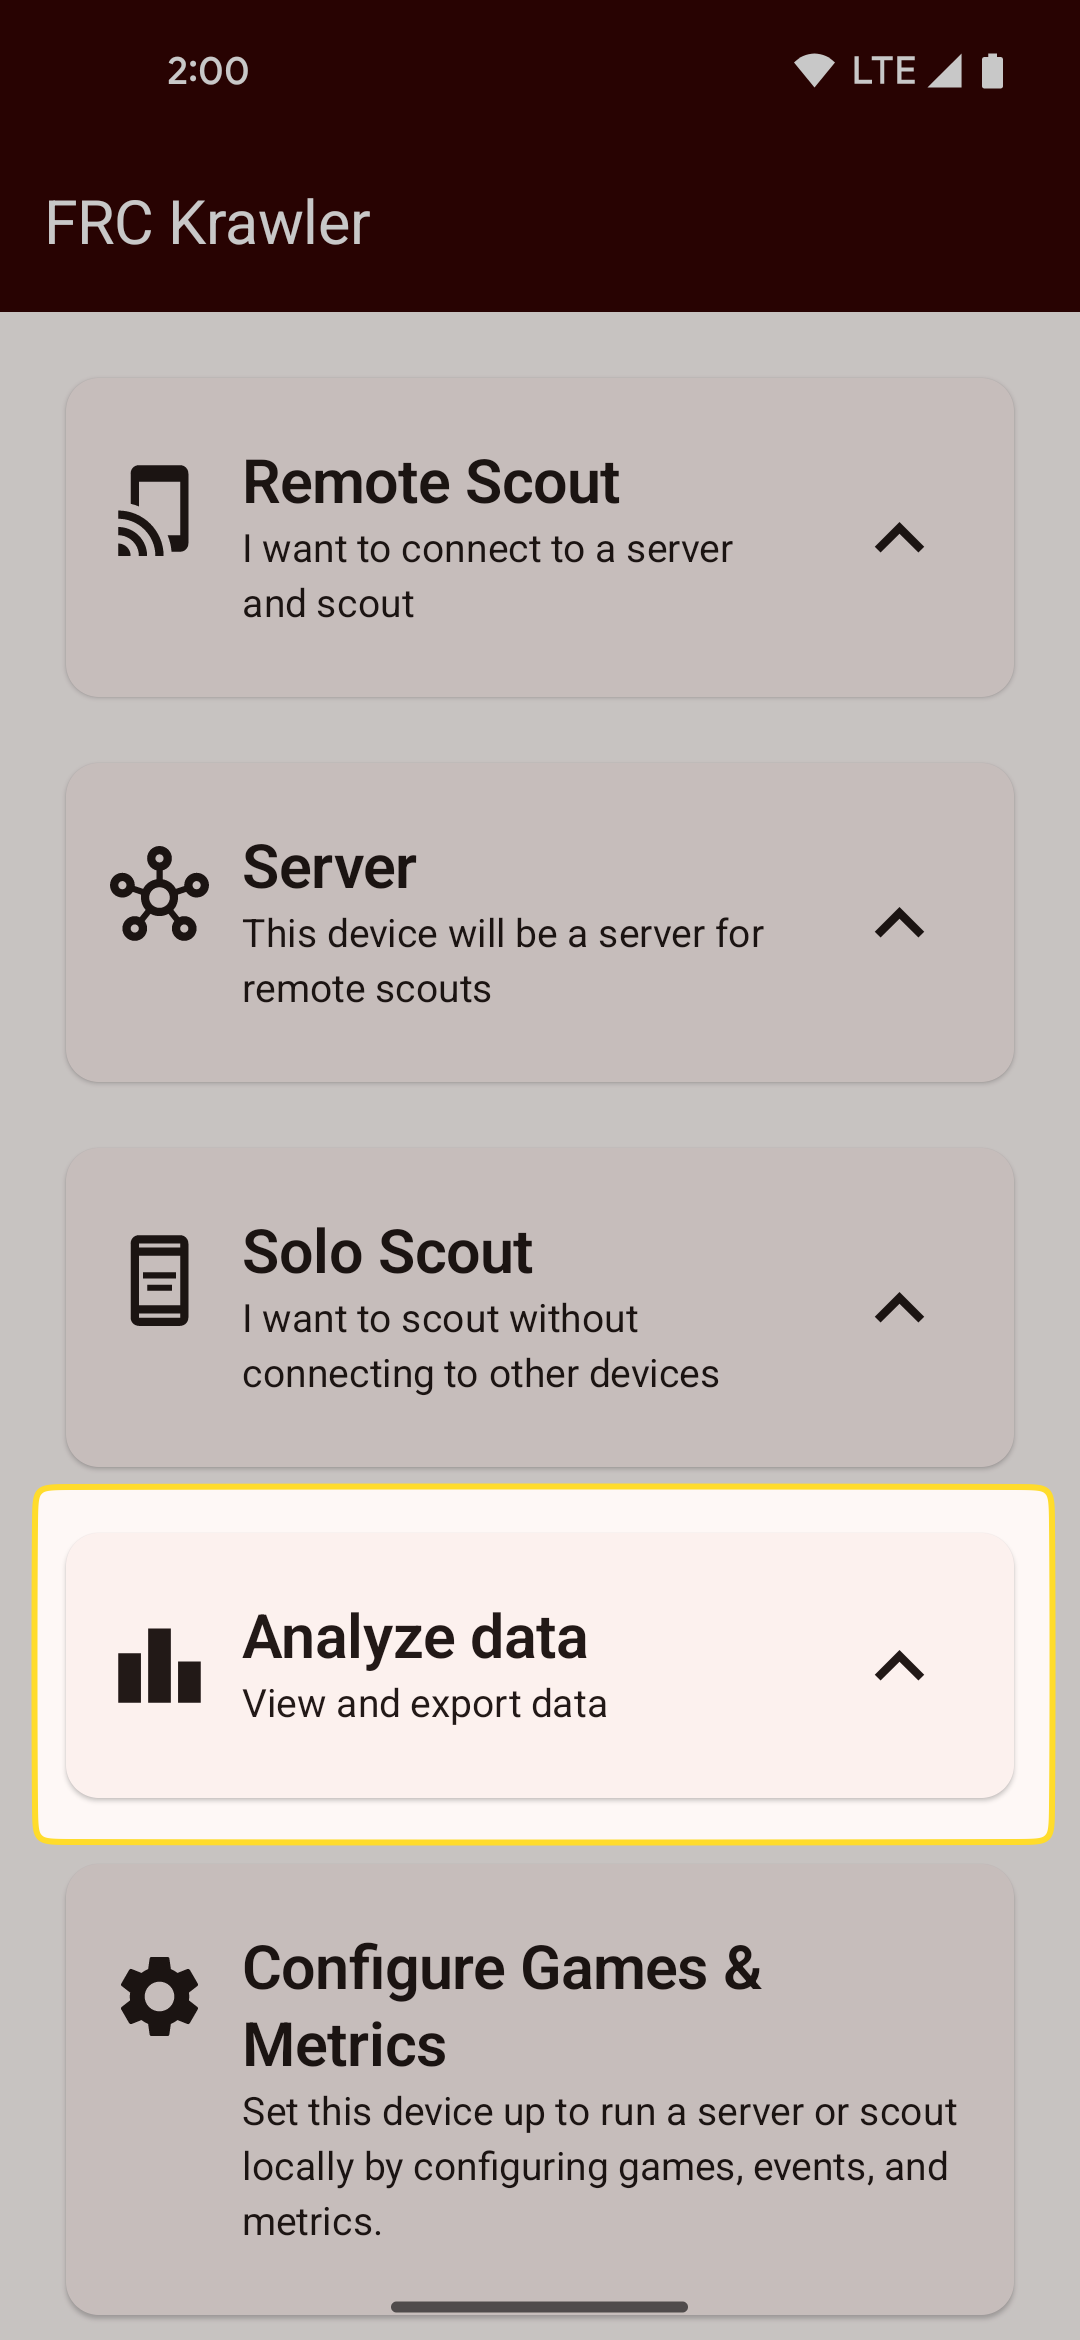 2:00 LTE
FRC Krawler
Remote Scout
I want to connect to a server
and scout
Server
This device will be a server for
remote scouts
Solo Scout
I want to scout without
connecting to other devices
Analyze data
View and export data
Configure Games &
Metrics
Set this device up to run a server or scout
locally by configuring games, events, and
metrics.